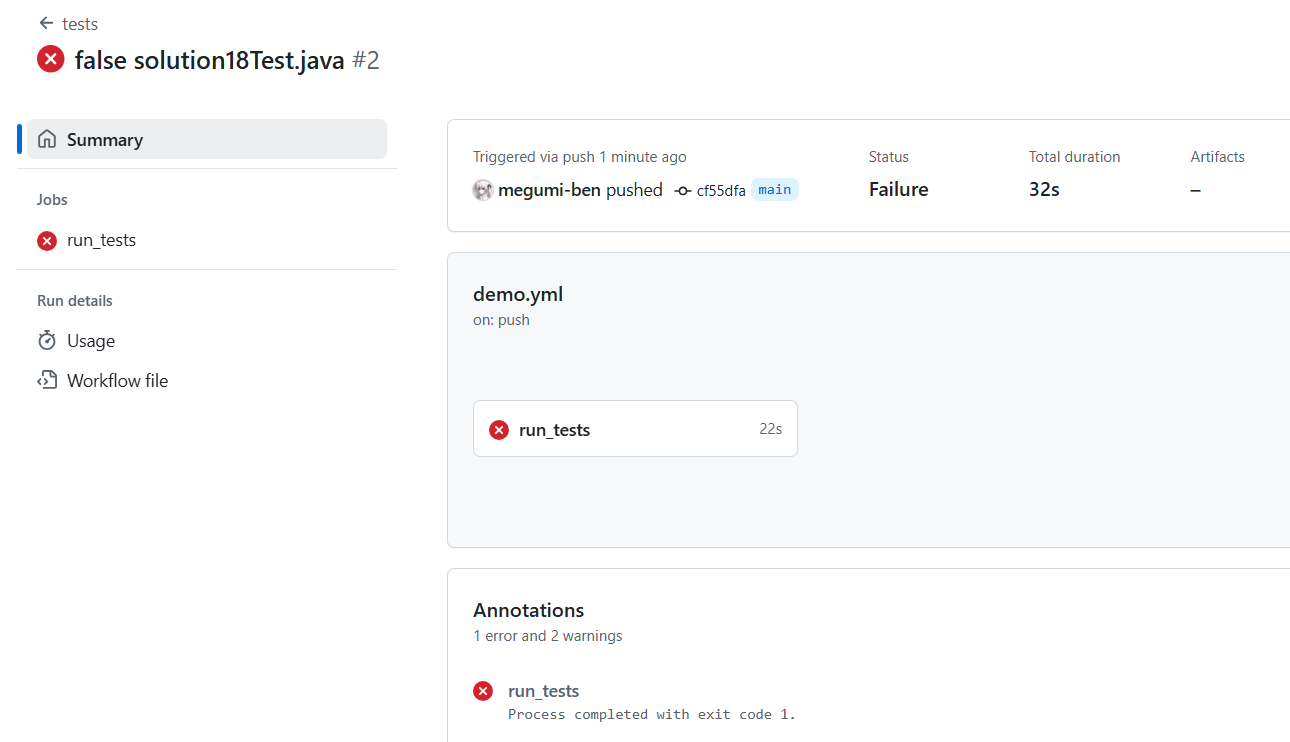 tests
false solution18Test.java #2
Summary
Jobs
run_tests
Run details
Usage
Workflow file
Triggered via push 1 minute ago
megumi-ben pushed cf55dfa main
Status
Failure
Total duration
32s
Artifacts
–
demo.yml
on: push
run_tests 22s
Annotations
1 error and 2 warnings
run_tests
Process completed with exit code 1.